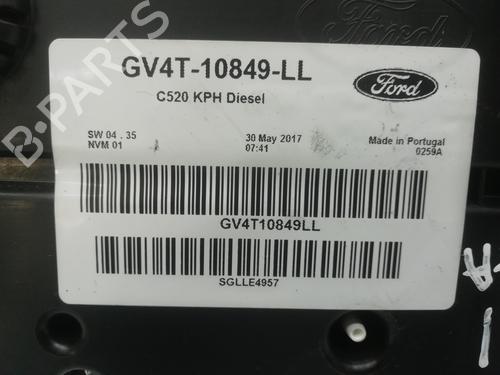 GV4T-10849-LL
C520 KPH Diesel
Ford
SW 04 . 35
NVM 01
30 May 2017
07:41
Made in Portugal
0259A
GV4T10849LL
SGLLE4957
B-PARTS